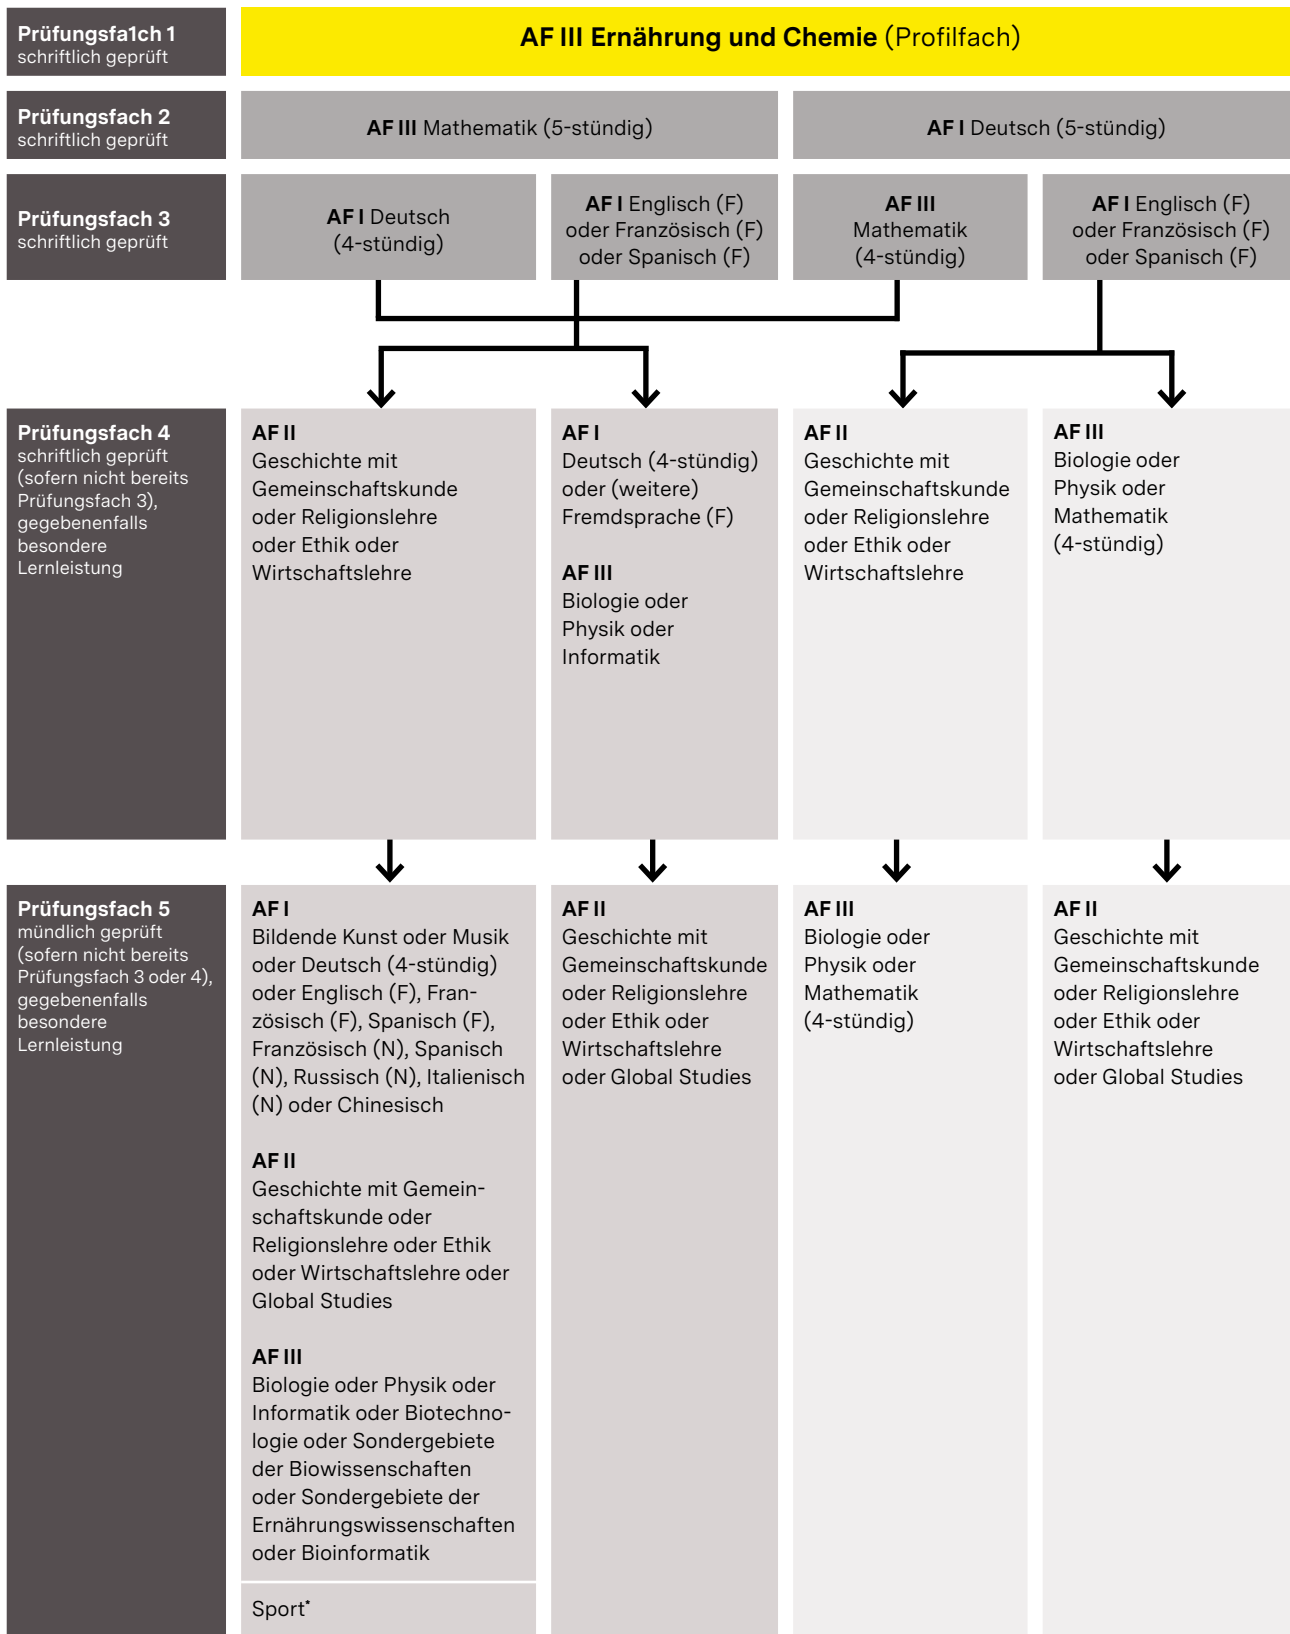 Prüfungsfa1ch 1
schriftlich geprüft
AF III Ernährung und Chemie (Profilfach)
Prüfungsfach 2
schriftlich geprüft
AF III Mathematik (5-stündig)
AF I Deutsch (5-stündig)
Prüfungsfach 3
schriftlich geprüft
AF I Deutsch
(4-stündig)
AF I Englisch (F)
oder Französisch (F)
oder Spanisch (F)
AF III
Mathematik
(4-stündig)
AF I Englisch (F)
oder Französisch (F)
oder Spanisch (F)
Prüfungsfach 4
schriftlich geprüft
(sofern nicht bereits
Prüfungsfach 3),
gegebenenfalls
besondere
Lernleistung
AF II
Geschichte mit
Gemeinschaftskunde
oder Religionslehre
oder Ethik oder
Wirtschaftslehre
AF I
Deutsch (4-stündig)
oder (weitere)
Fremdsprache (F)
AF III
Biologie oder
Physik oder
Informatik
AF II
Geschichte mit
Gemeinschaftskunde
oder Religionslehre
oder Ethik oder
Wirtschaftslehre
AF III
Biologie oder
Physik oder
Mathematik
(4-stündig)
Prüfungsfach 5
mündlich geprüft
(sofern nicht bereits
Prüfungsfach 3 oder 4),
gegebenenfalls
besondere
Lernleistung
AF I
Bildende Kunst oder Musik
oder Deutsch (4-stündig)
oder Englisch (F), Fran-
zösisch (F), Spanisch (F),
Französisch (N), Spanisch
(N), Russisch (N), Italienisch
(N) oder Chinesisch
AF II
Geschichte mit Gemein-
schaftskunde oder
Religionslehre oder Ethik
oder Wirtschaftslehre oder
Global Studies
AF III
Biologie oder Physik oder
Informatik oder Biotechno-
logie oder Sondergebiete
der Biowissenschaften
oder Sondergebiete der
Ernährungswissenschaften
oder Bioinformatik
Sport*
AF II
Geschichte mit
Gemeinschaftskunde
oder Religionslehre
oder Ethik oder
Wirtschaftslehre
oder Global Studies
AF III
Biologie oder
Physik oder
Mathematik
(4-stündig)
AF II
Geschichte mit
Gemeinschaftskunde
oder Religionslehre
oder Ethik oder
Wirtschaftslehre
oder Global Studies